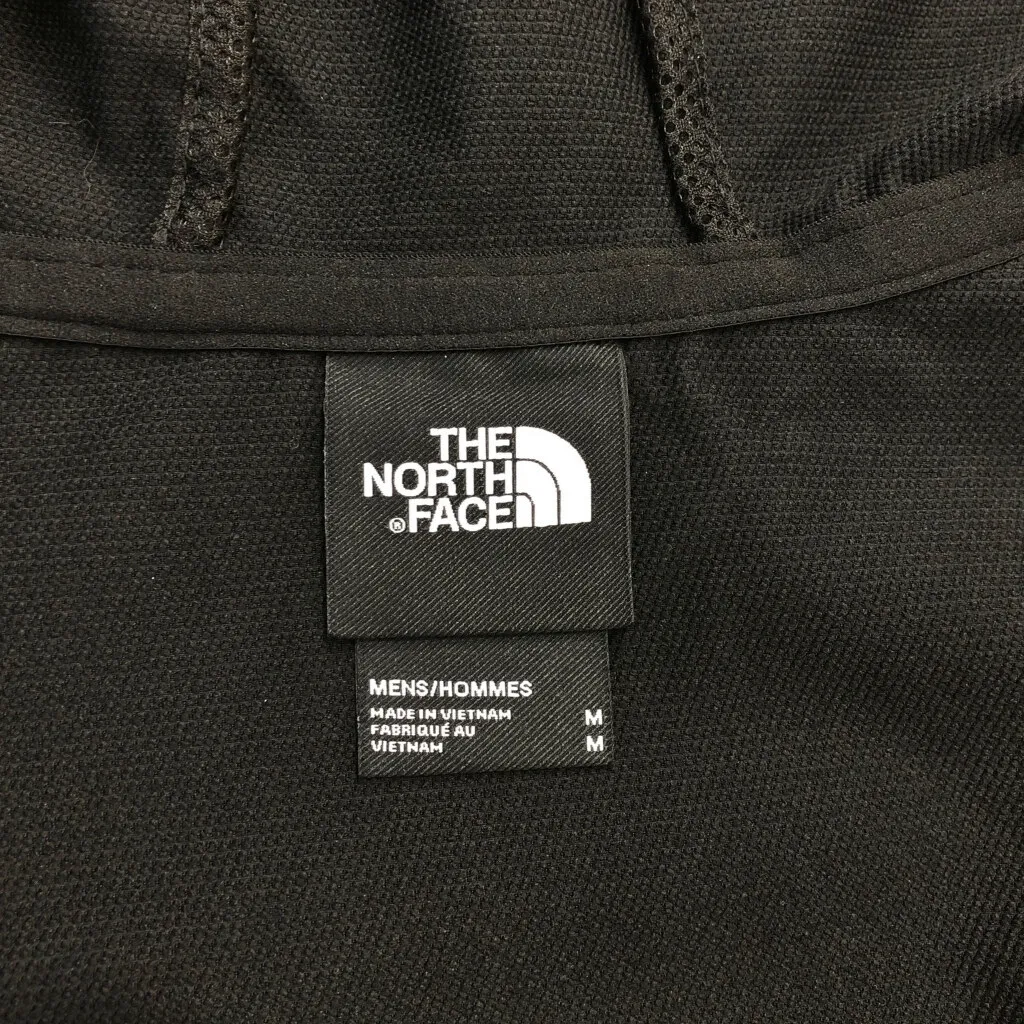 THE
NORTH
® FACE
MENS/HOMMES
MADE IN VIETNAM M
FABRIQUÉ AU
VIETNAM M